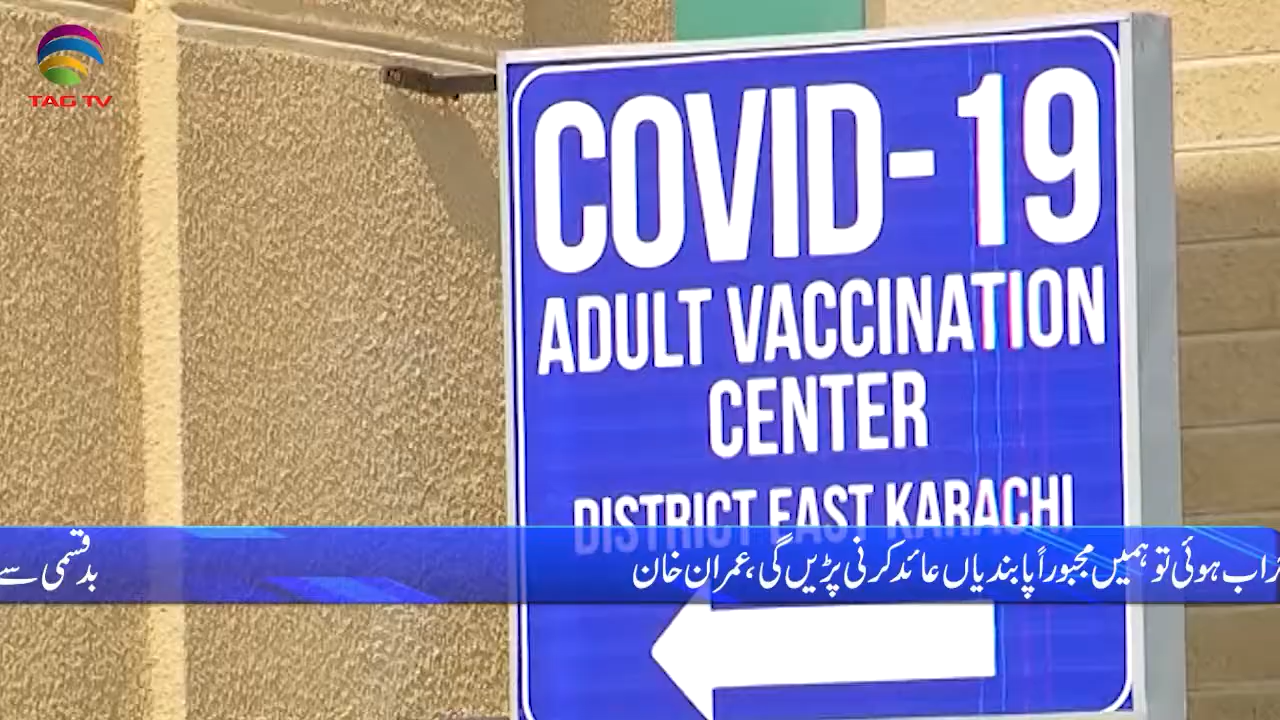 TAG TV
COVID-19
ADULT VACCINATION
CENTER
DISTRICT EAST KARACHI
ہوئی تو ہمیں مجبوراً پابندیاں عائد کرنی پڑیں گی، عمران خان
بدقسمتی سے